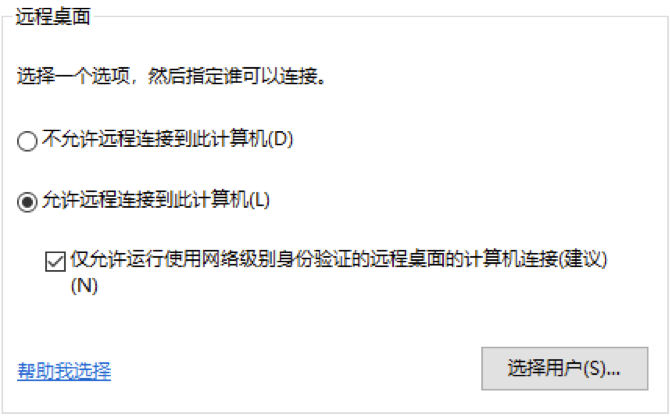 远程桌面
选择一个选项，然后指定谁可以连接。
不允许远程连接到此计算机(D)
允许远程连接到此计算机(L)
仅允许运行使用网络级别身份验证的远程桌面的计算机连接(建议)
(N)
帮助我选择
选择用户(S)...